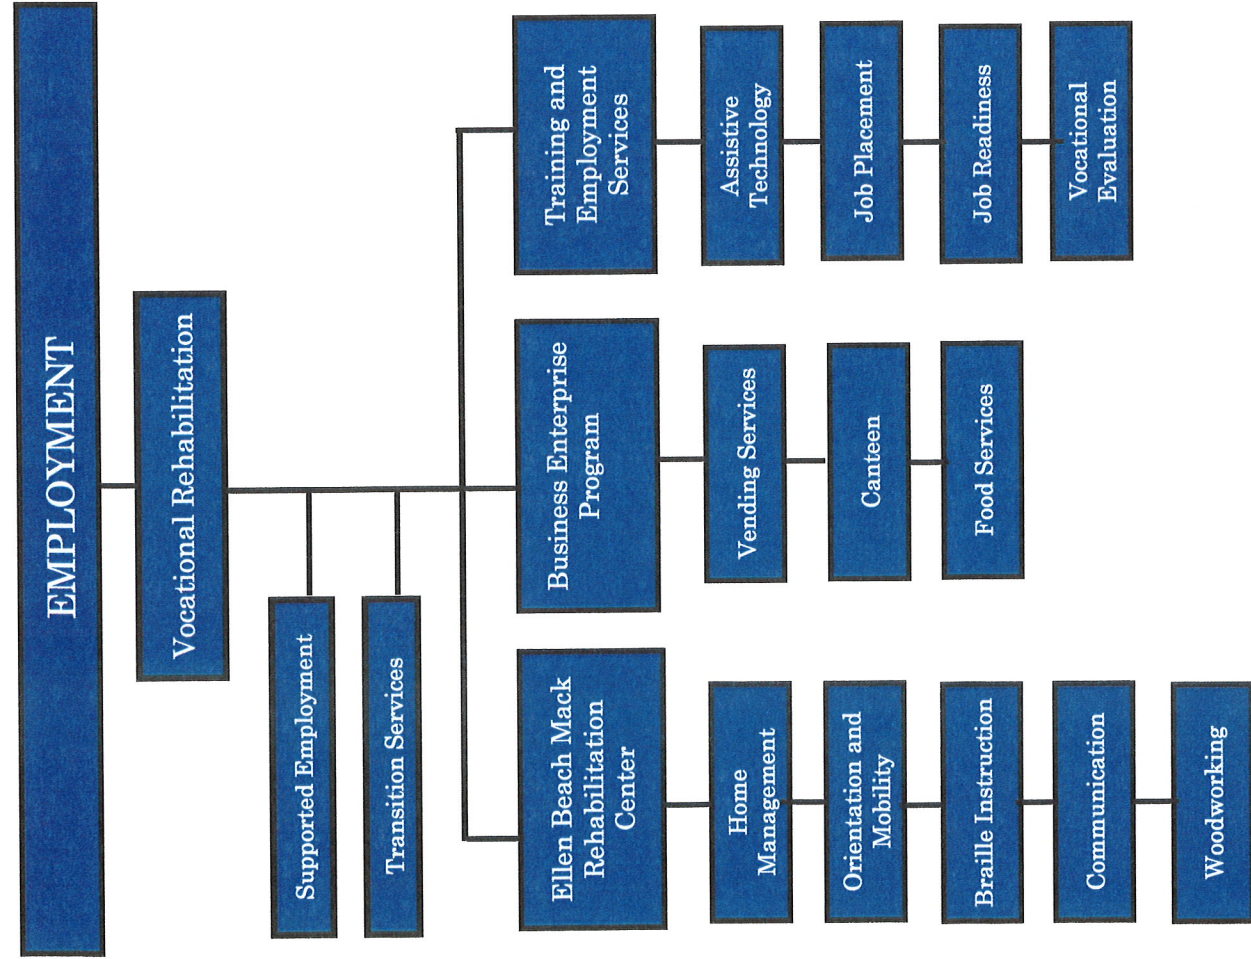 EMPLOYMENT
Vocational Rehabilitation
Supported Employment
Transition Services
Ellen Beach Mack
Rehabilitation
Center
Home
Management
Orientation and
Mobility
Braille Instruction
Communication
Woodworking
Business Enterprise
Program
Vending Services
Canteen
Food Services
Training and
Employment
Services
Assistive
Technology
Job Placement
Job Readiness
Vocational
Evaluation